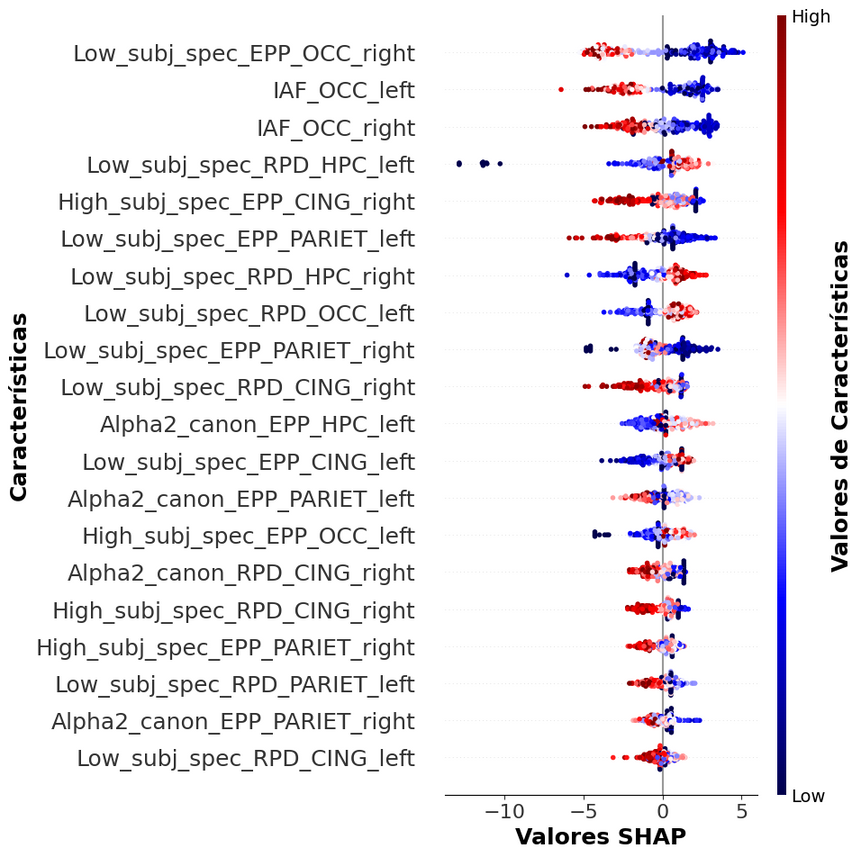 High
Low_subj_spec_EPP_OCC_right
IAF_OCC_left
IAF_OCC_right
Low_subj_spec_RPD_HPC_left
High_subj_spec_EPP_CING_right
Low_subj_spec_EPP_PARIET_left
Low_subj_spec_RPD_HPC_right
Low_subj_spec_RPD_OCC_left
Low_subj_spec_EPP_PARIET_right
Low_subj_spec_RPD_CING_right
Alpha2_canon_EPP_HPC_left
Low_subj_spec_EPP_CING_left
Alpha2_canon_EPP_PARIET_left
High_subj_spec_EPP_OCC_left
Alpha2_canon_RPD_CING_right
High_subj_spec_RPD_CING_right
High_subj_spec_EPP_PARIET_right
Low_subj_spec_RPD_PARIET_left
Alpha2_canon_EPP_PARIET_right
Low_subj_spec_RPD_CING_left
Características
Valores de Características
Low
−10 −5 0 5
Valores SHAP